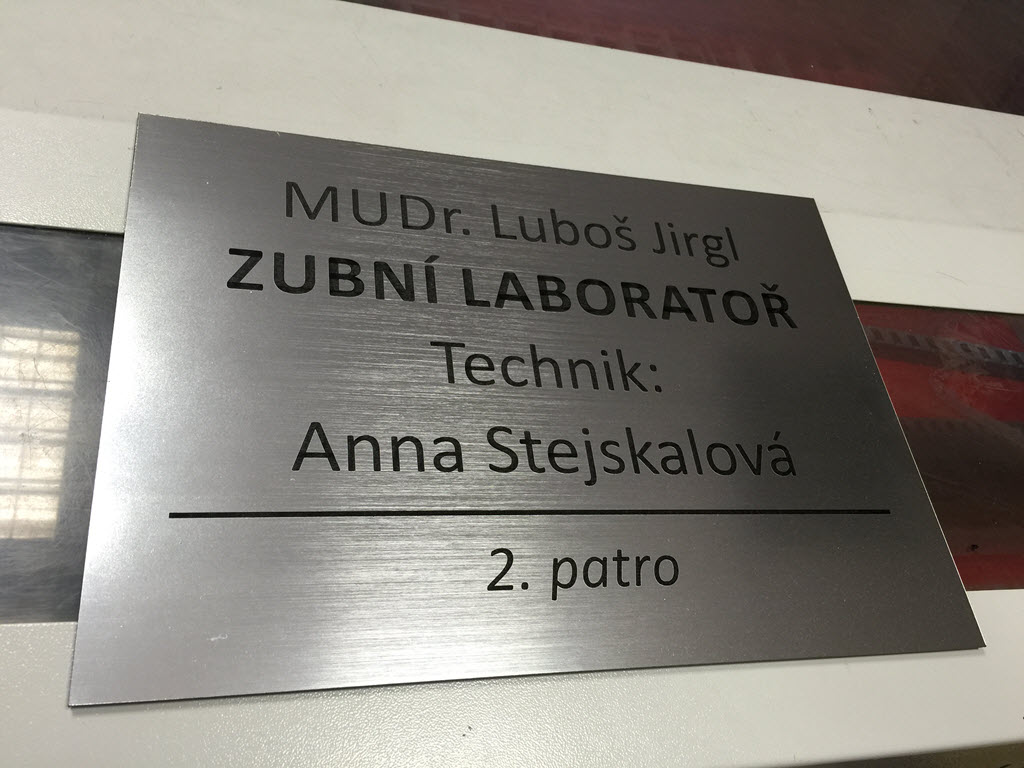 MUDr. Luboš Jirgl
ZUBNÍ LABORATOŘ
Technik:
Anna Stejskalová
2. patro